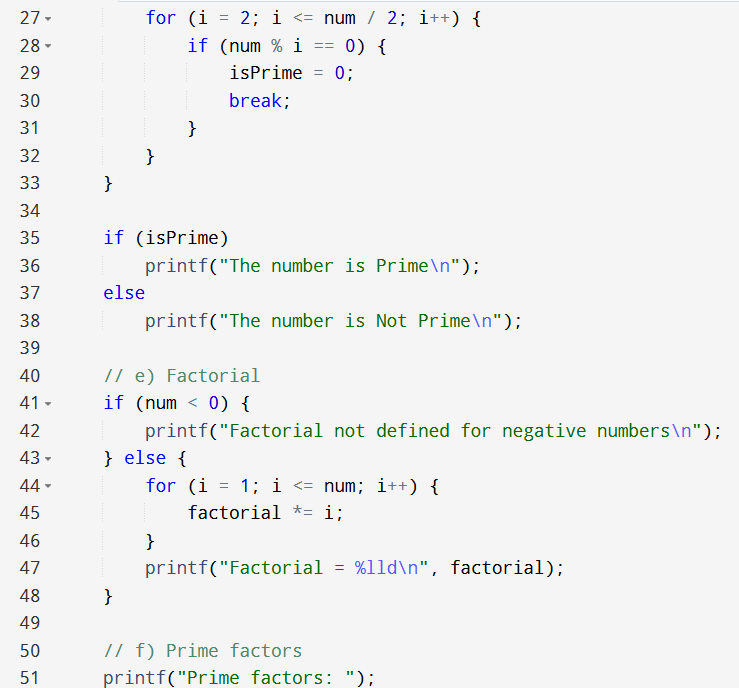 27        for (i = 2; i <= num / 2; i++) {
28            if (num % i == 0) {
29                isPrime = 0;
30                break;
31            }
32        }
33    }
34
35    if (isPrime)
36        printf("The number is Prime\n");
37    else
38        printf("The number is Not Prime\n");
39
40    // e) Factorial
41    if (num < 0) {
42        printf("Factorial not defined for negative numbers\n");
43    } else {
44        for (i = 1; i <= num; i++) {
45            factorial *= i;
46        }
47        printf("Factorial = %lld\n", factorial);
48    }
49
50    // f) Prime factors
51    printf("Prime factors: ");